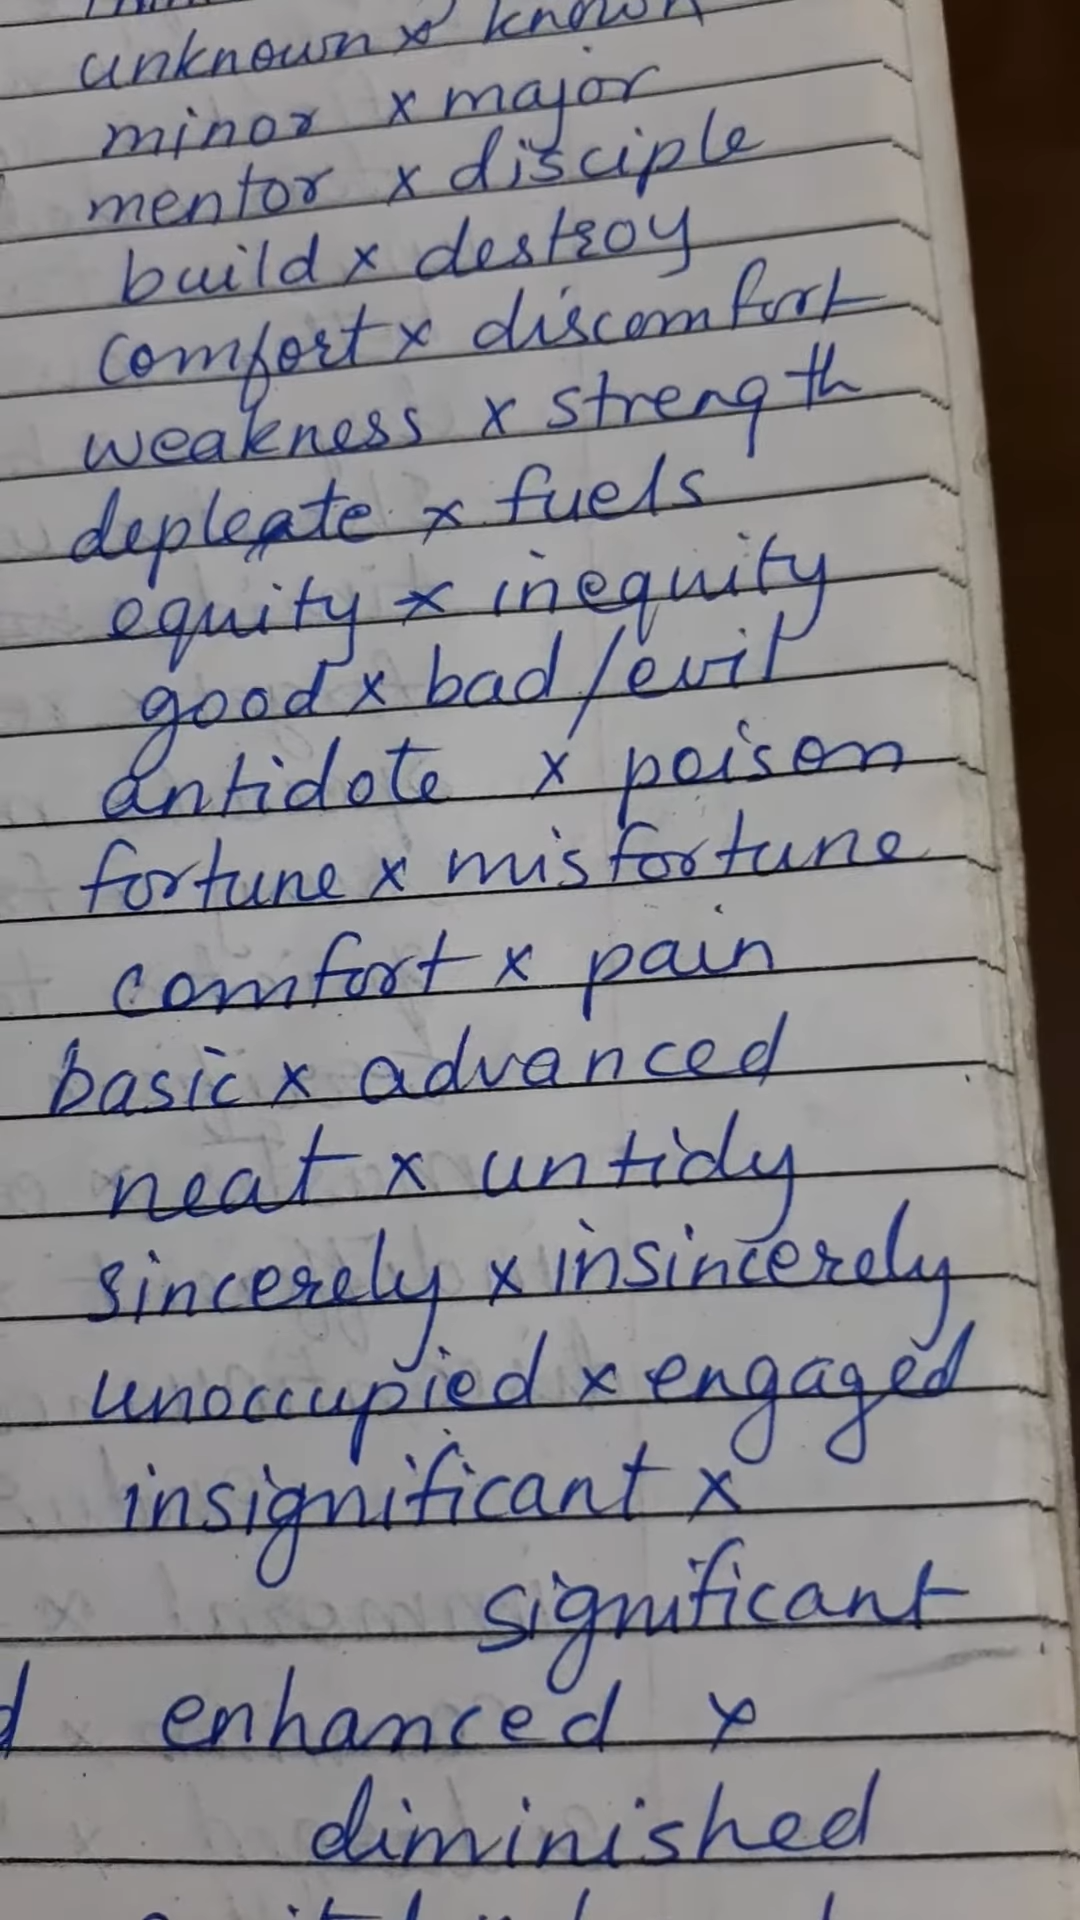 unknown x known
minor x major
mentor x disciple
build x destroy
comfort x discomfort
weakness x strength
depleate x fuels
equity x inequity
good x bad/evil
antidote x poison
fortune x misfortune
comfort x pain
basic x advanced
neat x untidy
sincerely x insincerely
unoccupied x engaged
insignificant x
significant
d enhanced x
diminished